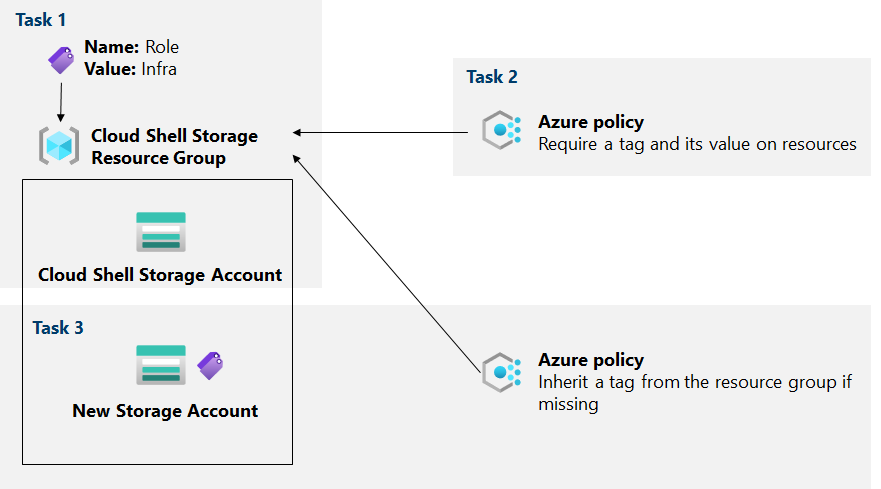 Task 1
Name: Role
Value: Infra
Cloud Shell Storage
Resource Group
Cloud Shell Storage Account
Task 2
Azure policy
Require a tag and its value on resources
Task 3
New Storage Account
Azure policy
Inherit a tag from the resource group if
missing